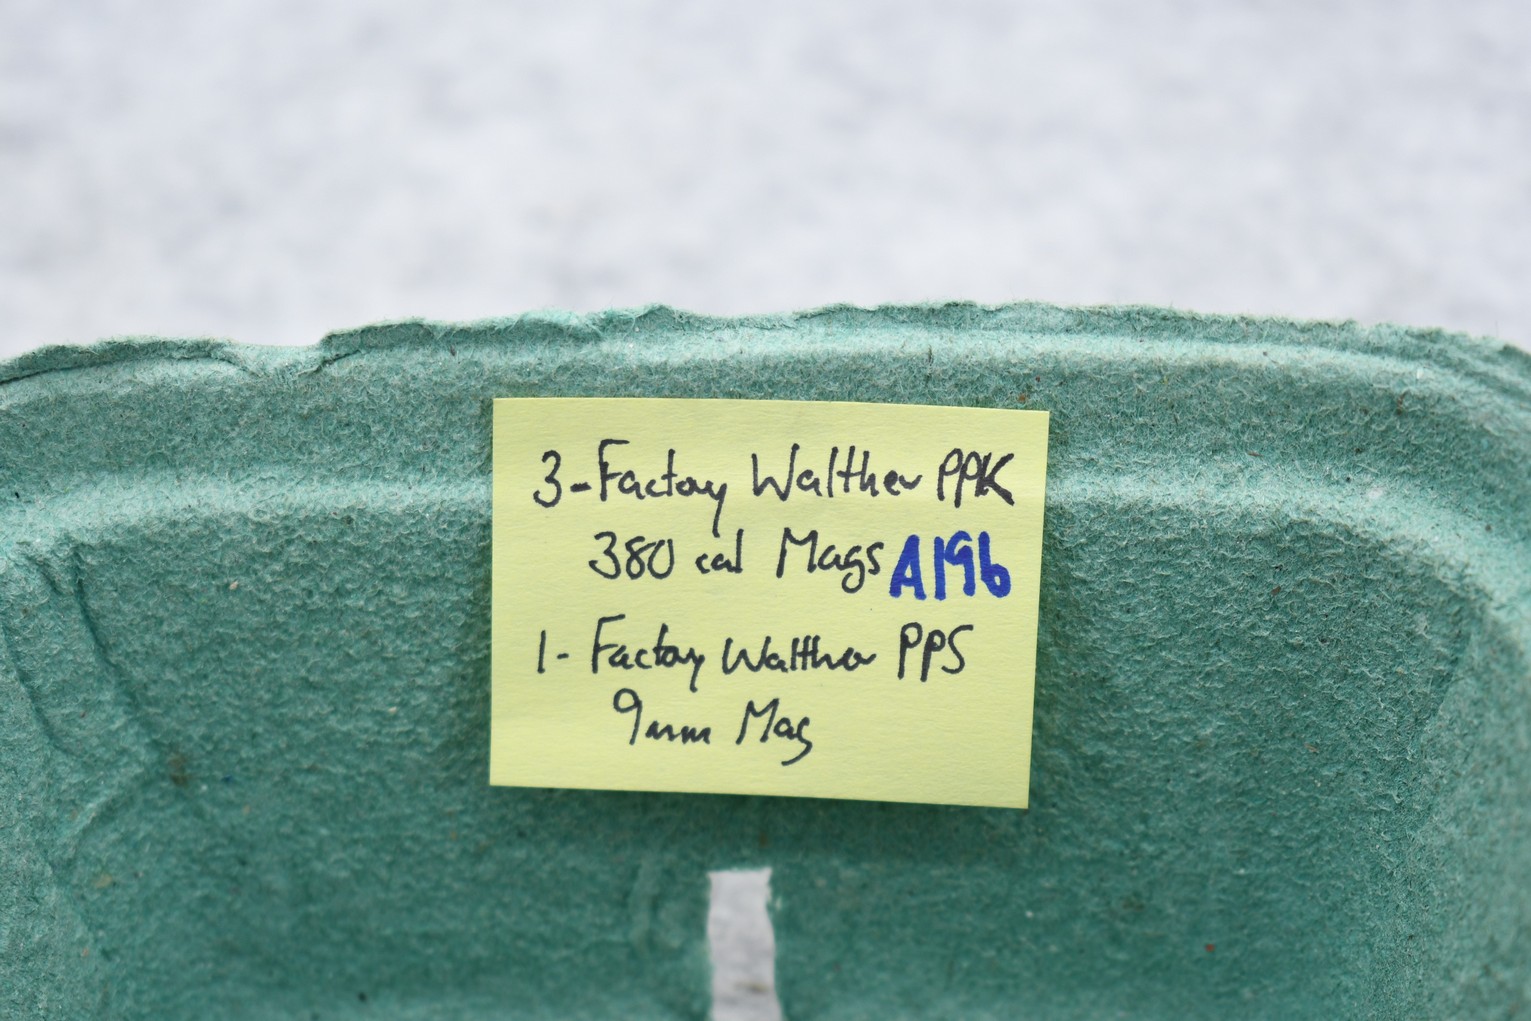 3-Factory Walther PPK
380 cal Mags A196
1- Factory Walther PPS
9mm Mag